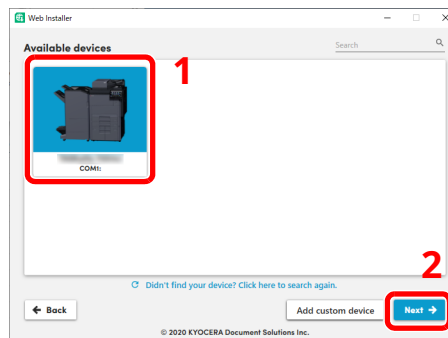 Web Installer
Available devices
Search
1
COM1:
2
Didn't find your device? Click here to search again.
Back
Add custom device
Next
© 2020 KYOCERA Document Solutions Inc.